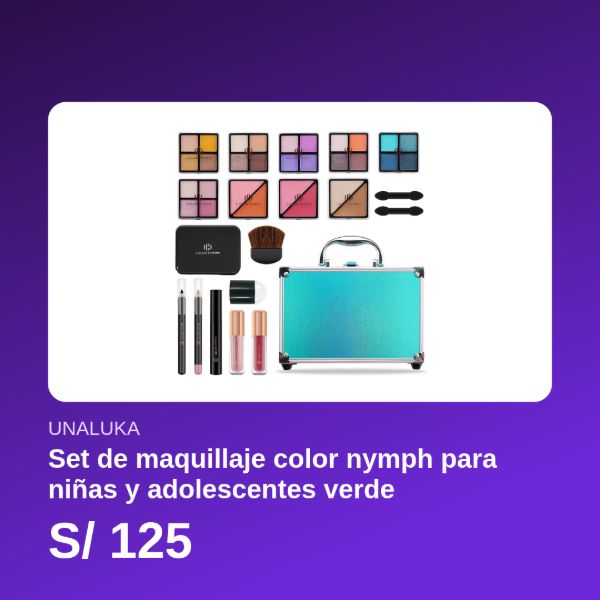 UNALUKA
Set de maquillaje color nymph para
niñas y adolescentes verde
S/ 125